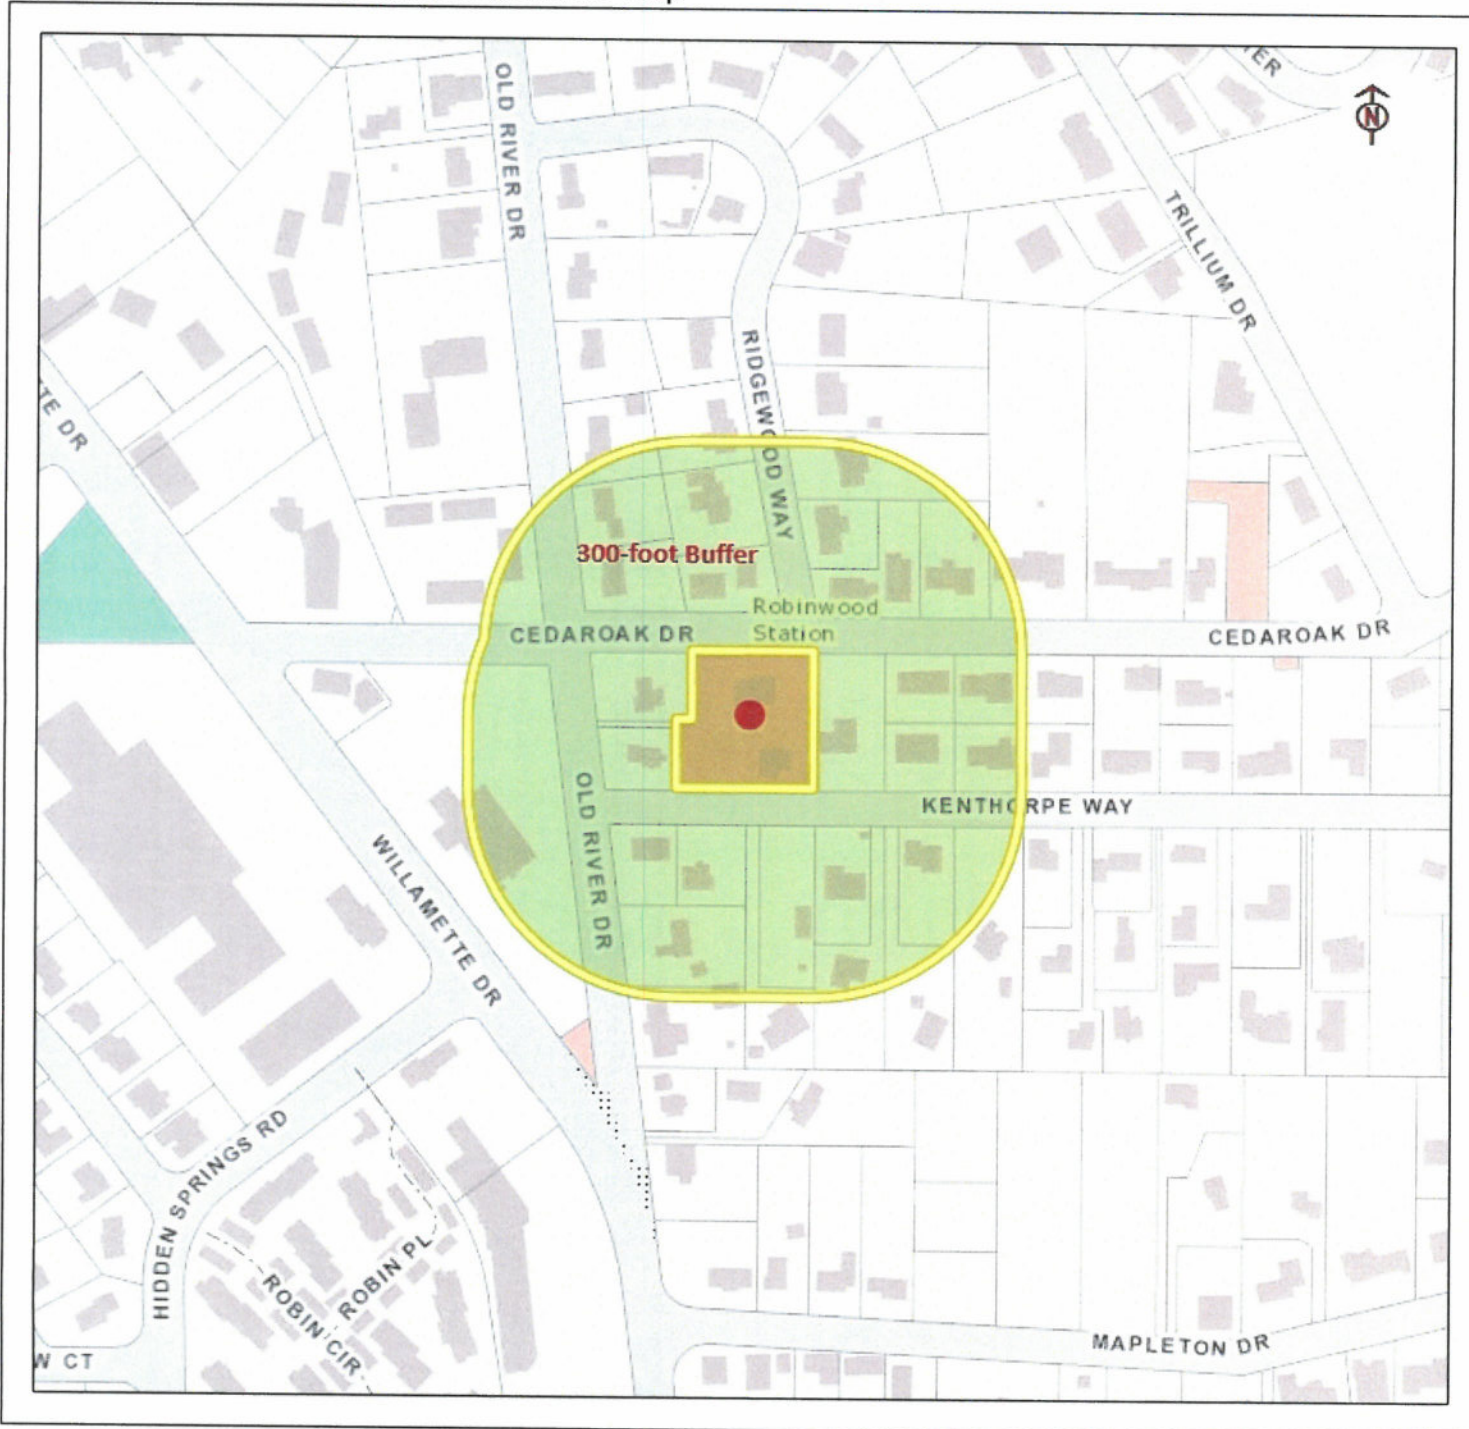 OLD RIVER DR
N
TRILLIUM DR
RIDGEWOOD WAY
300-foot Buffer
Robinwood
Station
CEDAROAK DR
CEDAROAK DR
OLD RIVER DR
KENTHORPE WAY
WILLAMETTE DR
HIDDEN SPRINGS RD
ROBIN PL
ROBIN CIR
MAPLETON DR
CT